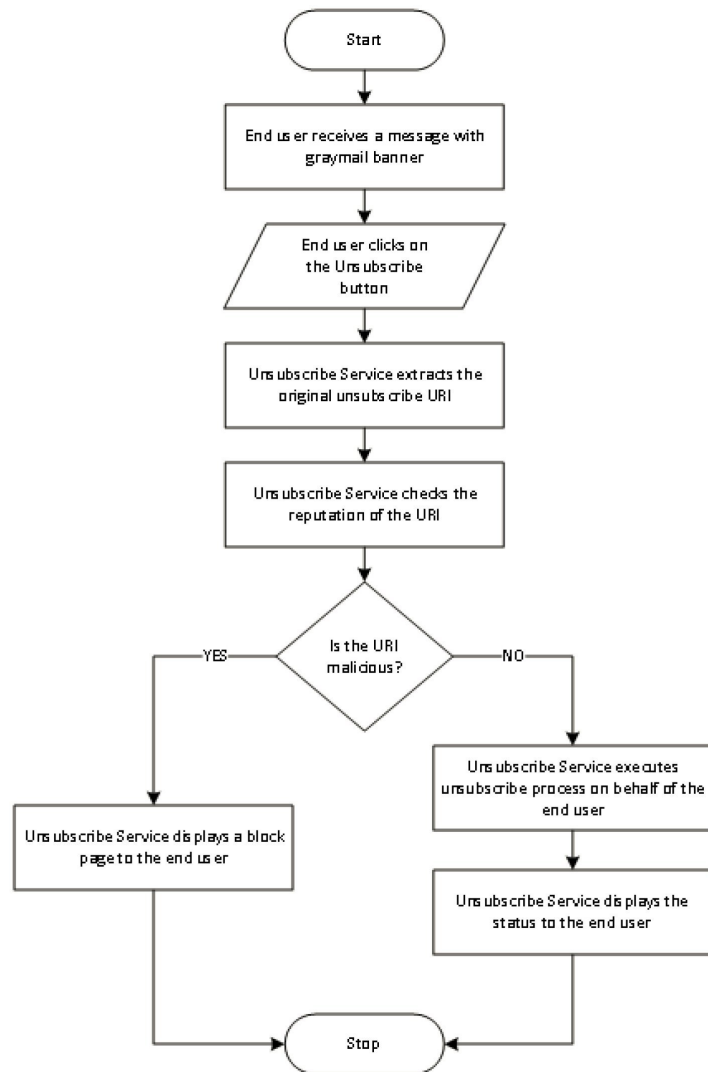 Start
End user receives a message with
graymail banner
End user clicks on
the Unsubscribe
button
Unsubscribe Service extracts the
original unsubscribe URI
Unsubscribe Service checks the
reputation of the URI
Is the URI
malicious?
YES
NO
Unsubscribe Service executes
unsubscribe process on behalf of the
end user
Unsubscribe Service displays a block
page to the end user
Unsubscribe Service displays the
status to the end user
Stop